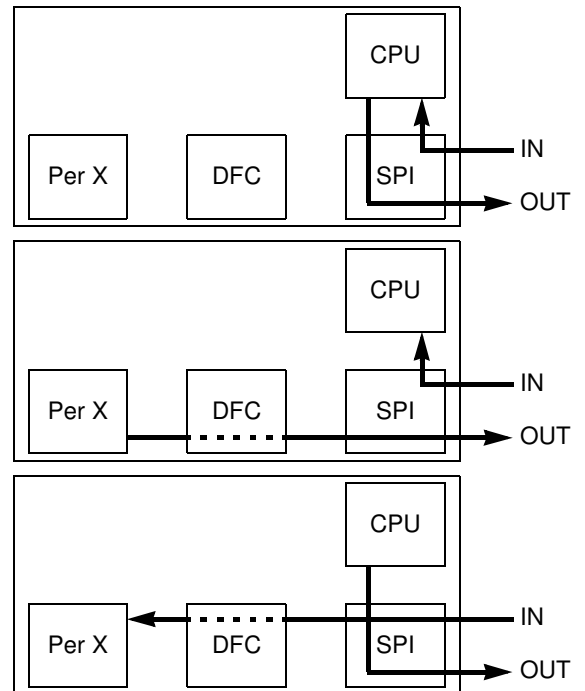 CPU
IN
Per X DFC SPI
OUT
CPU
IN
Per X DFC SPI
OUT
CPU
IN
Per X DFC SPI
OUT